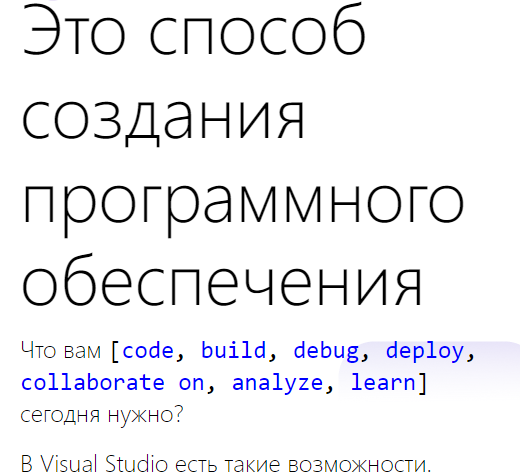 Это способ
создания
программного
обеспечения
Что вам [code, build, debug, deploy,
collaborate on, analyze, learn]
сегодня нужно?
В Visual Studio есть такие возможности.